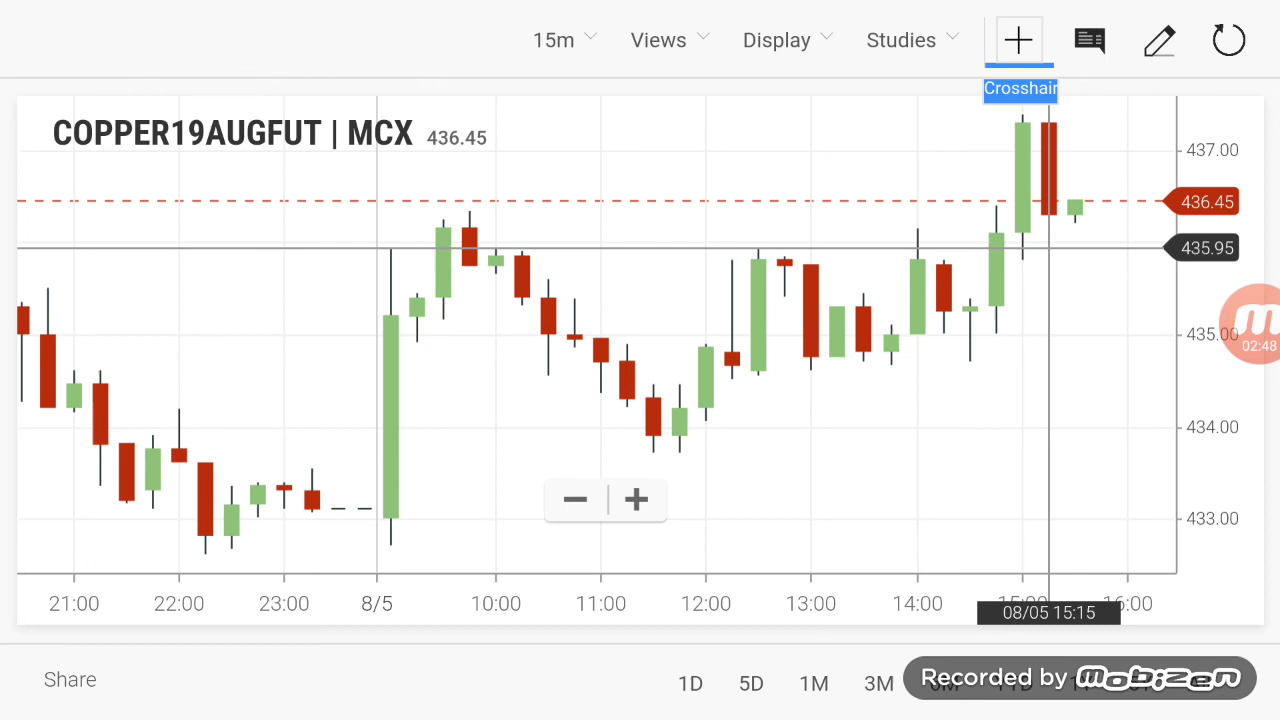 15m Views Display Studies
Crosshair
COPPER19AUGFUT | MCX 436.45
437.00
436.45
435.95
435.00
02:48
434.00
433.00
21:00 22:00 23:00 8/5 10:00 11:00 12:00 13:00 14:00 15:00 16:00
08/05 15:15
Share 1D 5D 1M 3M
Recorded by mobizen